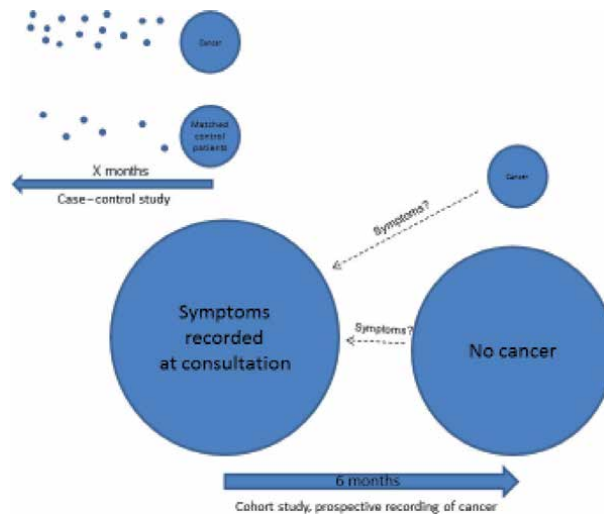 Cancer
Matched
control
patients
X months
Case–control study
Cancer
Symptoms?
Symptoms
recorded
at consultation
Symptoms?
No cancer
6 months
Cohort study, prospective recording of cancer